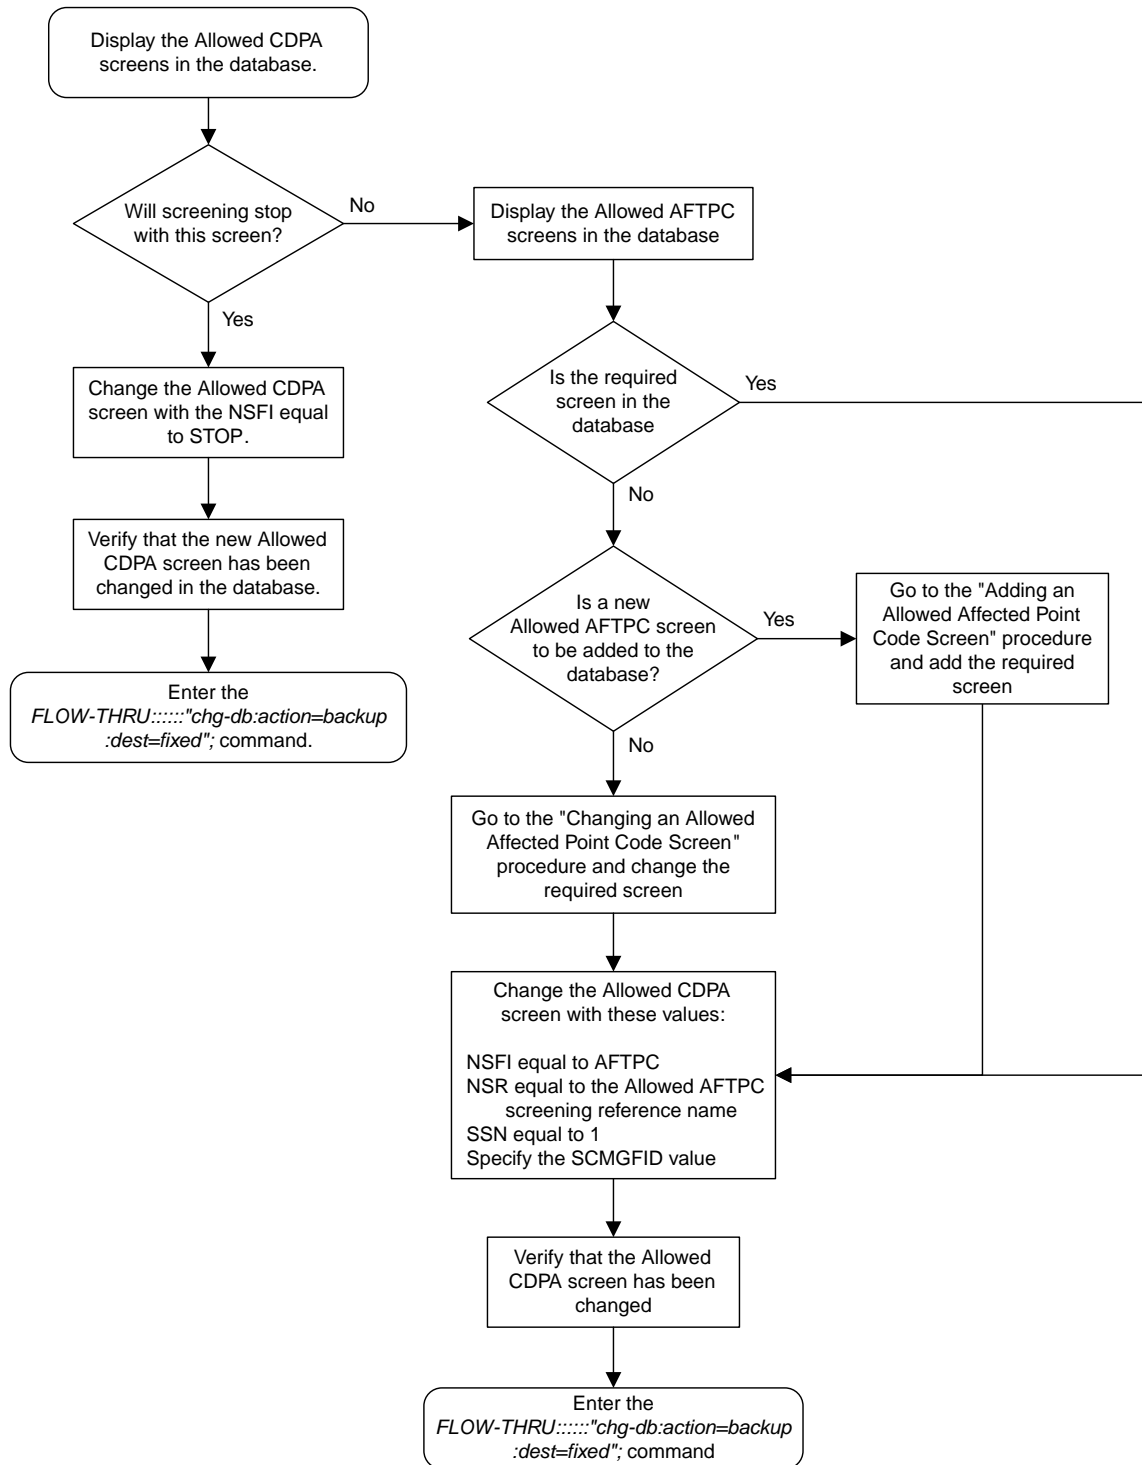 Display the Allowed CDPA
screens in the database.
Will screening stop
with this screen?
No
Display the Allowed AFTPC
screens in the database
Yes
Change the Allowed CDPA
screen with the NSFI equal
to STOP.
Is the required
screen in the
database
Yes
No
Verify that the new Allowed
CDPA screen has been
changed in the database.
Is a new
Allowed AFTPC screen
to be added to the
database?
Yes
Go to the "Adding an
Allowed Affected Point
Code Screen" procedure
and add the required
screen
Enter the
FLOW-THRU::::::"chg-db:action=backup
:dest=fixed"; command.
No
Go to the "Changing an Allowed
Affected Point Code Screen"
procedure and change the
required screen
Change the Allowed CDPA
screen with these values:
NSFI equal to AFTPC
NSR equal to the Allowed AFTPC
screening reference name
SSN equal to 1
Specify the SCMGFID value
Verify that the Allowed
CDPA screen has been
changed
Enter the
FLOW-THRU::::::"chg-db:action=backup
:dest=fixed"; command